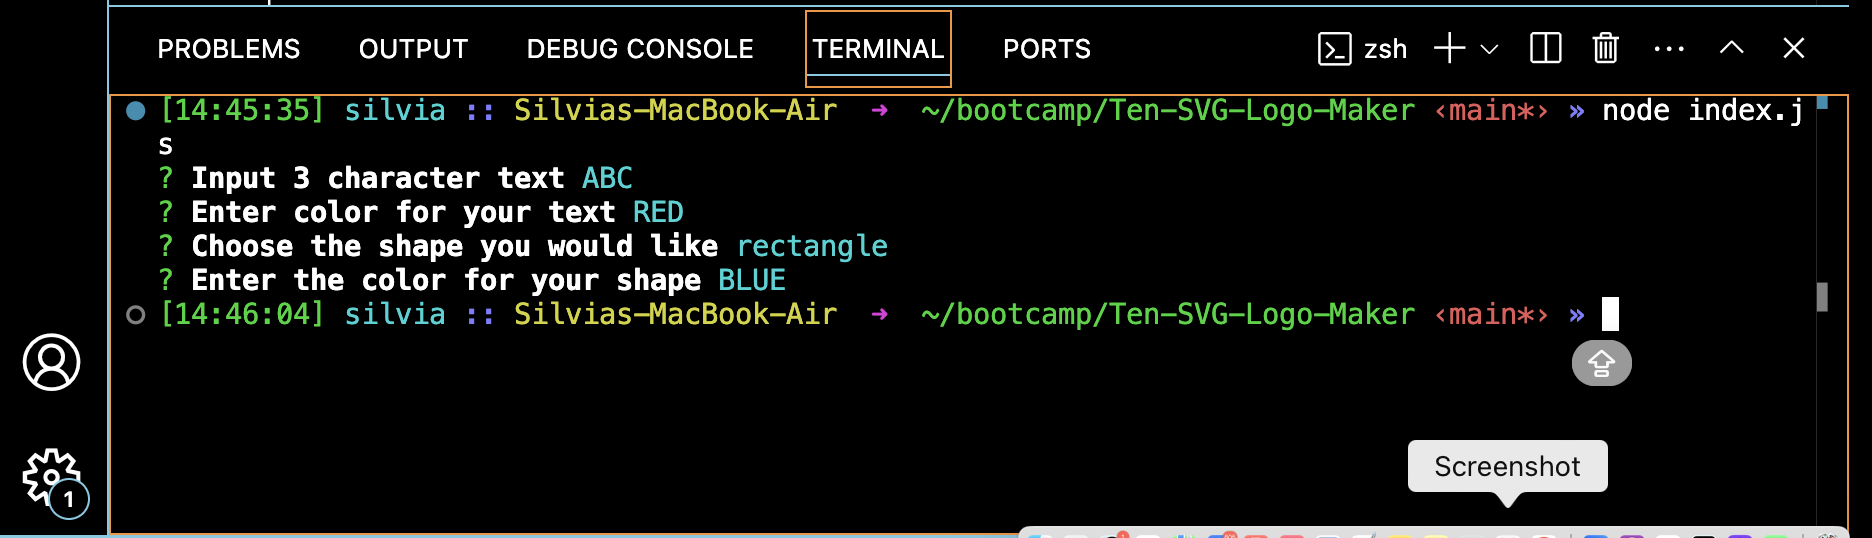 PROBLEMS OUTPUT DEBUG CONSOLE TERMINAL PORTS zsh
[14:45:35] silvia :: Silvias-MacBook-Air → ~/bootcamp/Ten-SVG-Logo-Maker ‹main*› » node index.j
s
? Input 3 character text ABC
? Enter color for your text RED
? Choose the shape you would like rectangle
? Enter the color for your shape BLUE
[14:46:04] silvia :: Silvias-MacBook-Air → ~/bootcamp/Ten-SVG-Logo-Maker ‹main*› »
Screenshot
1